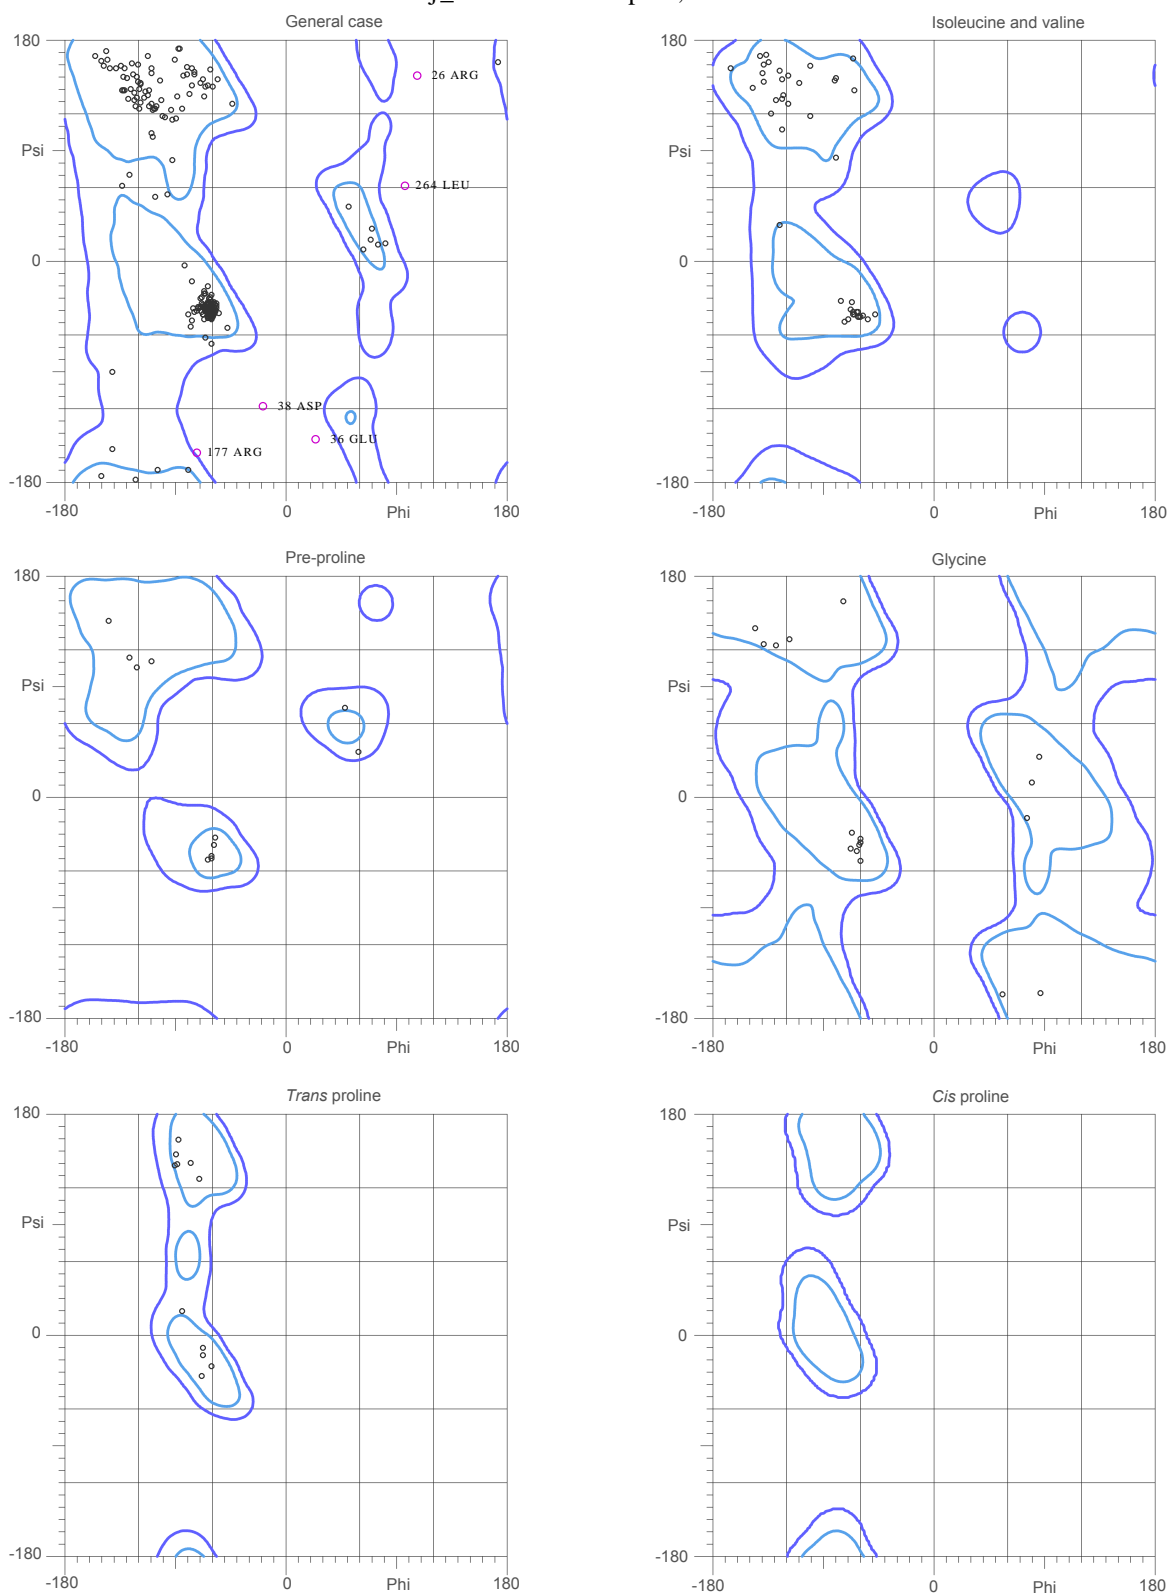 General case
Isoleucine and valine
180
26 ARG
Psi
264 LEU
0
38 ASP
36 GLU
177 ARG
-180
-180
0
Phi
180
180
Psi
0
-180
-180
0
Phi
180
Pre-proline
Glycine
180
Psi
0
-180
-180
0
Phi
180
180
Psi
0
-180
-180
0
Phi
180
Trans proline
Cis proline
180
Psi
0
-180
-180
0
Phi
180
180
Psi
0
-180
-180
0
Phi
180